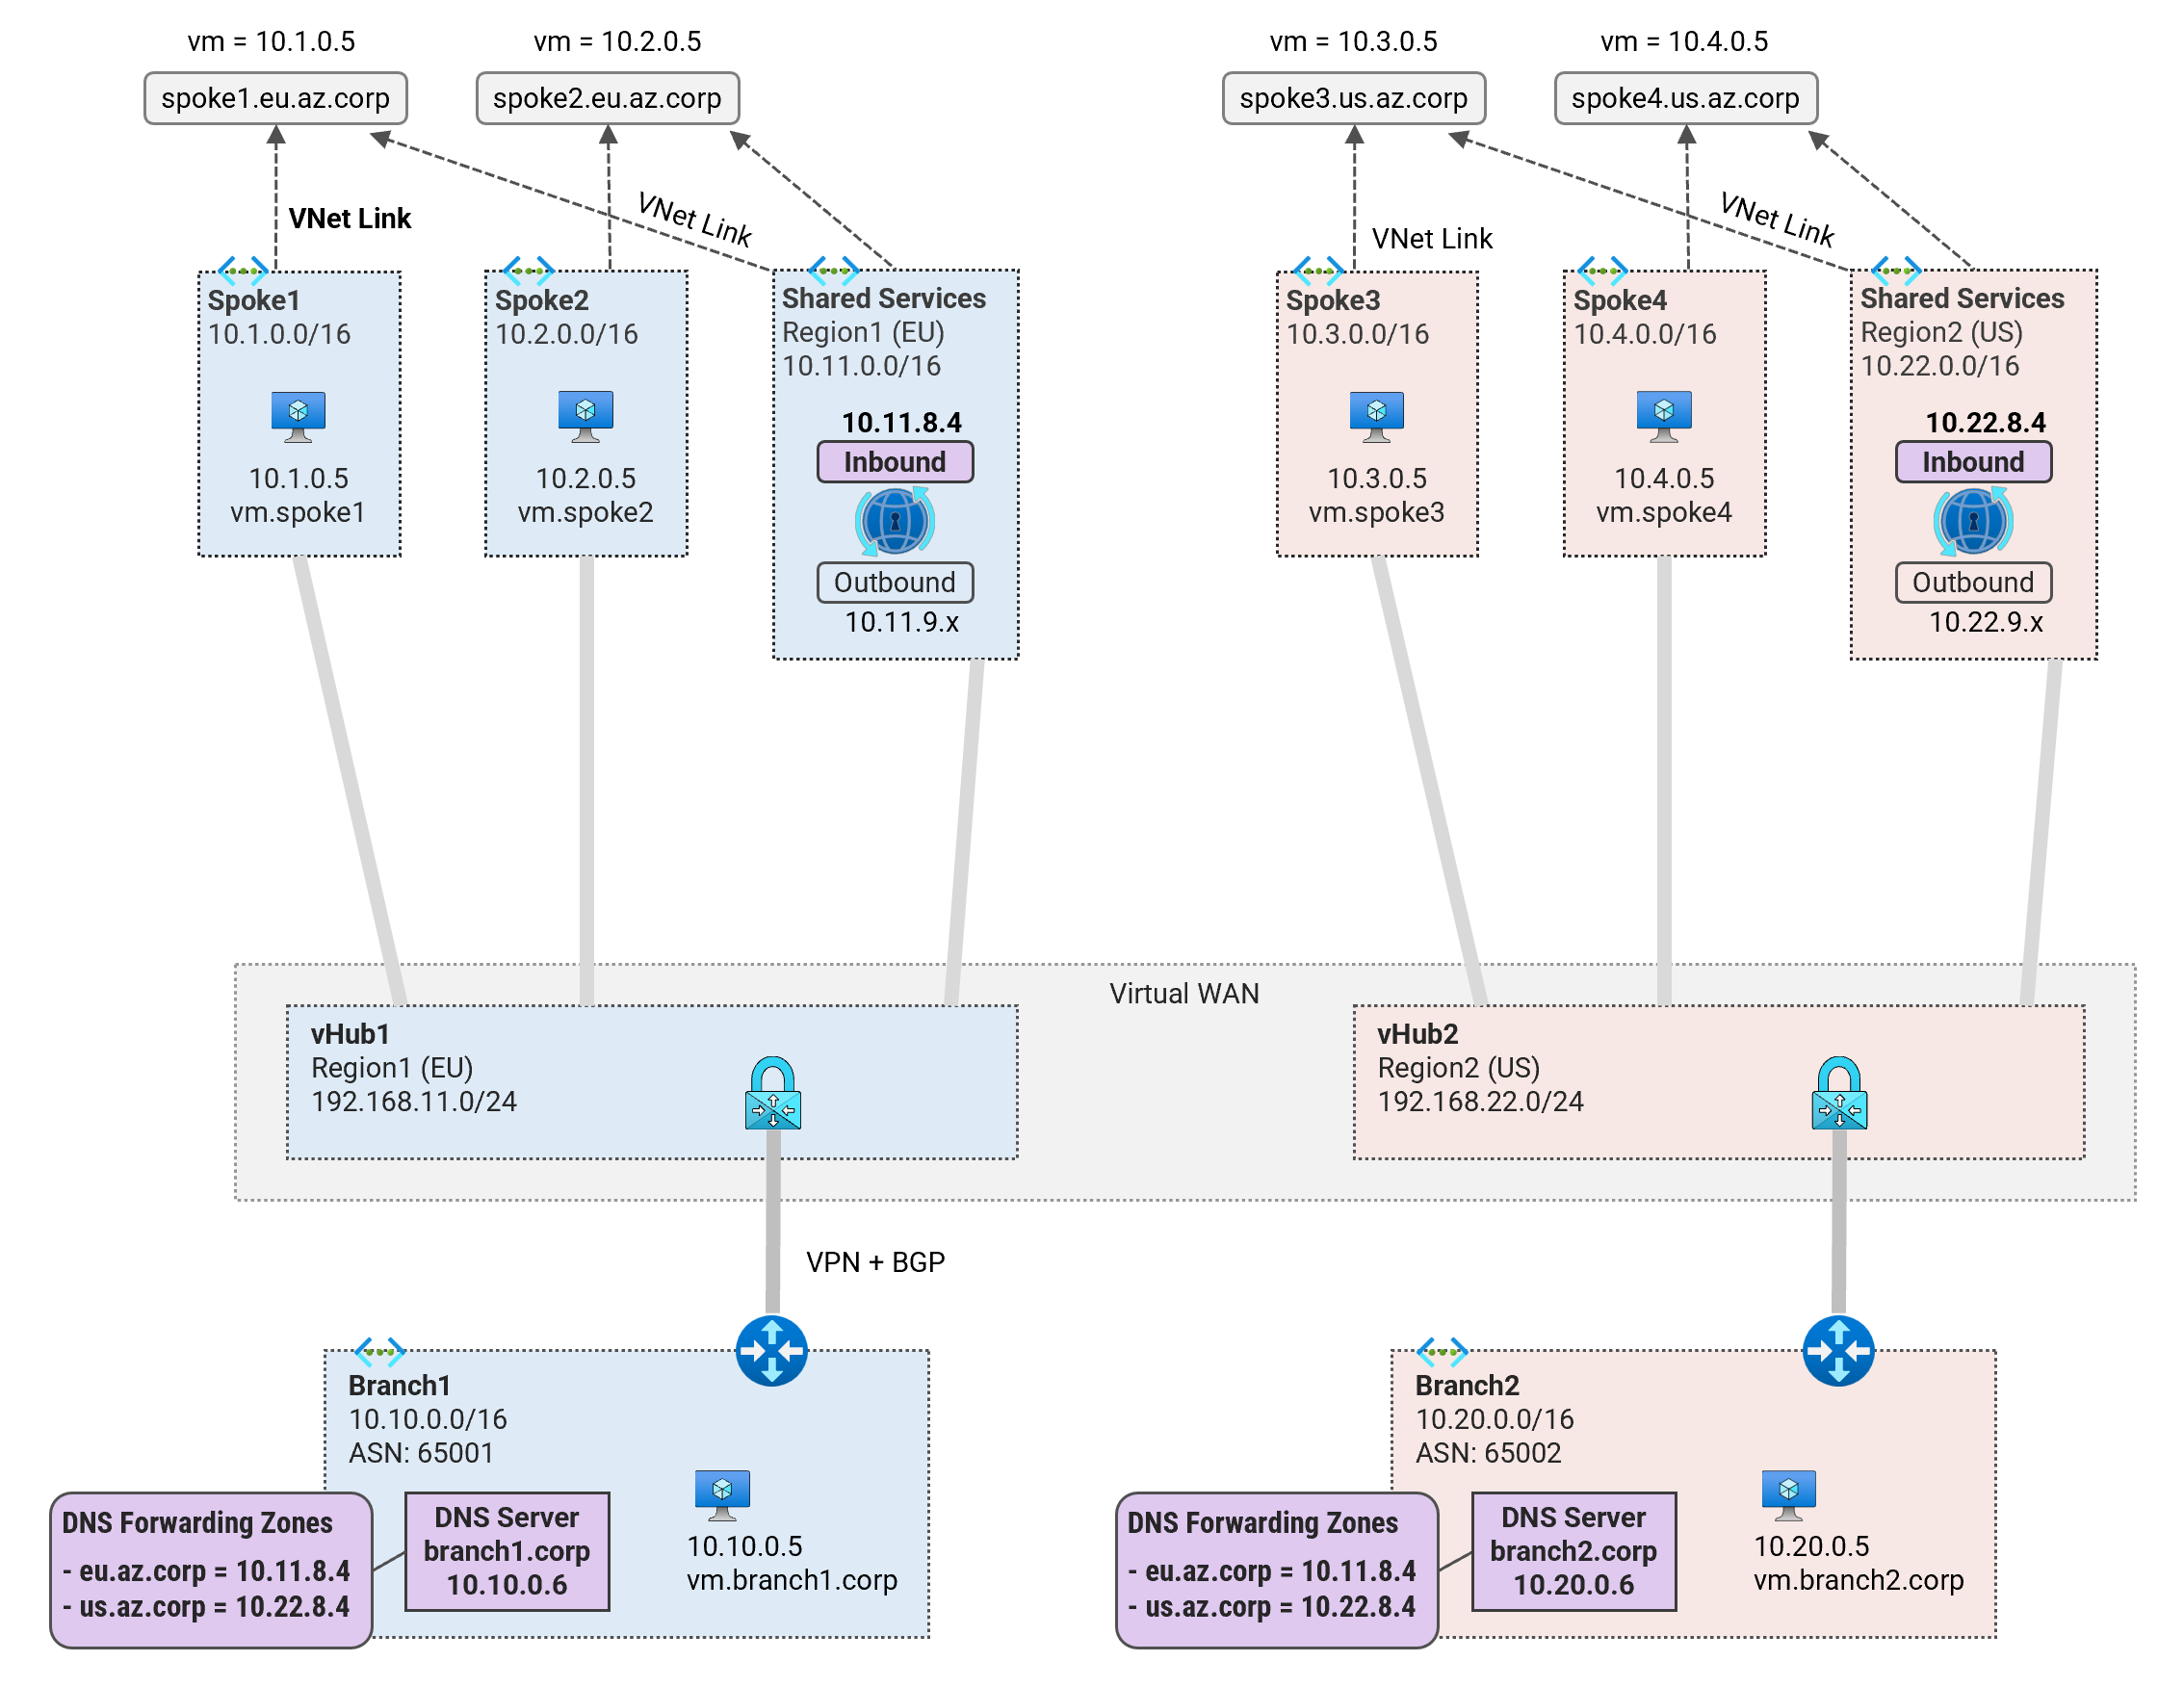 vm = 10.1.0.5
vm = 10.2.0.5
vm = 10.3.0.5
vm = 10.4.0.5
spoke1.eu.az.corp
spoke2.eu.az.corp
spoke3.us.az.corp
spoke4.us.az.corp
VNet Link
VNet Link
VNet Link
VNet Link
Spoke1
10.1.0.0/16
10.1.0.5
vm.spoke1
Spoke2
10.2.0.0/16
10.2.0.5
vm.spoke2
Shared Services
Region1 (EU)
10.11.0.0/16
10.11.8.4
Inbound
Outbound
10.11.9.x
Spoke3
10.3.0.0/16
10.3.0.5
vm.spoke3
Spoke4
10.4.0.0/16
10.4.0.5
vm.spoke4
Shared Services
Region2 (US)
10.22.0.0/16
10.22.8.4
Inbound
Outbound
10.22.9.x
Virtual WAN
vHub1
Region1 (EU)
192.168.11.0/24
vHub2
Region2 (US)
192.168.22.0/24
VPN + BGP
Branch1
10.10.0.0/16
ASN: 65001
DNS Forwarding Zones
- eu.az.corp = 10.11.8.4
- us.az.corp = 10.22.8.4
DNS Server
branch1.corp
10.10.0.6
10.10.0.5
vm.branch1.corp
Branch2
10.20.0.0/16
ASN: 65002
DNS Forwarding Zones
- eu.az.corp = 10.11.8.4
- us.az.corp = 10.22.8.4
DNS Server
branch2.corp
10.20.0.6
10.20.0.5
vm.branch2.corp